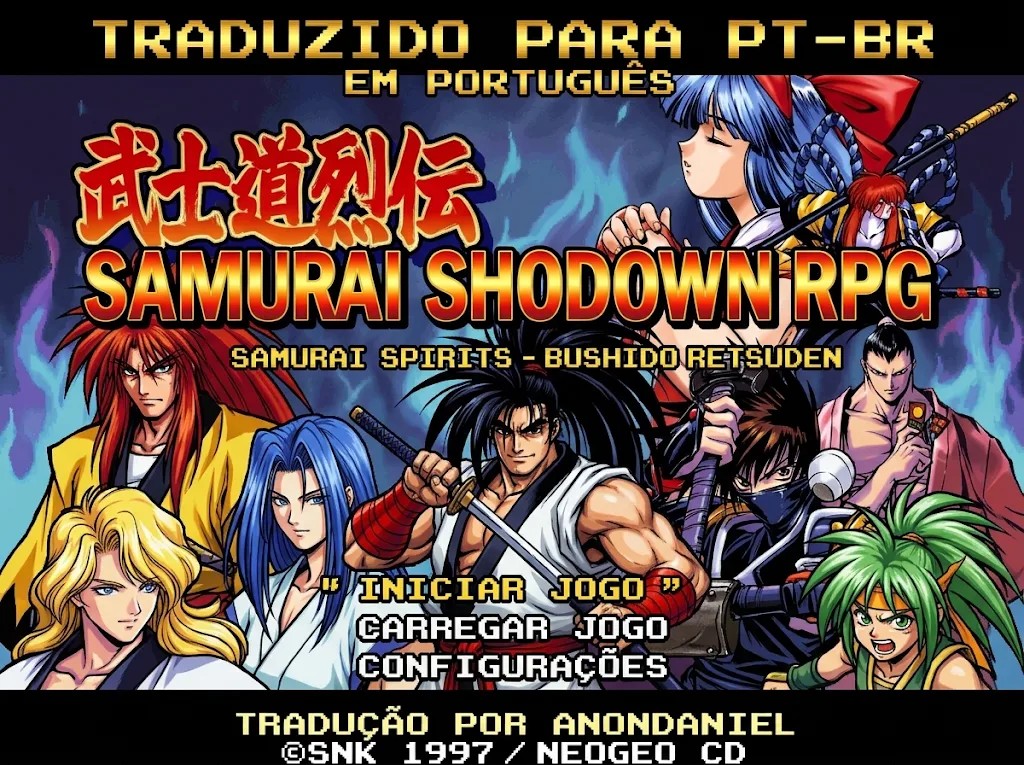 TRADUZIDO PARA PT-BR
EM PORTUGUÊS
武士道烈伝
SAMURAI SHODOWN RPG
SAMURAI SPIRITS - BUSHIDO RETSUDEN
" INICIAR JOGO "
CARREGAR JOGO
CONFIGURAÇÕES
TRADUÇÃO POR ANONDANIEL
©SNK 1997 / NEOGEO CD